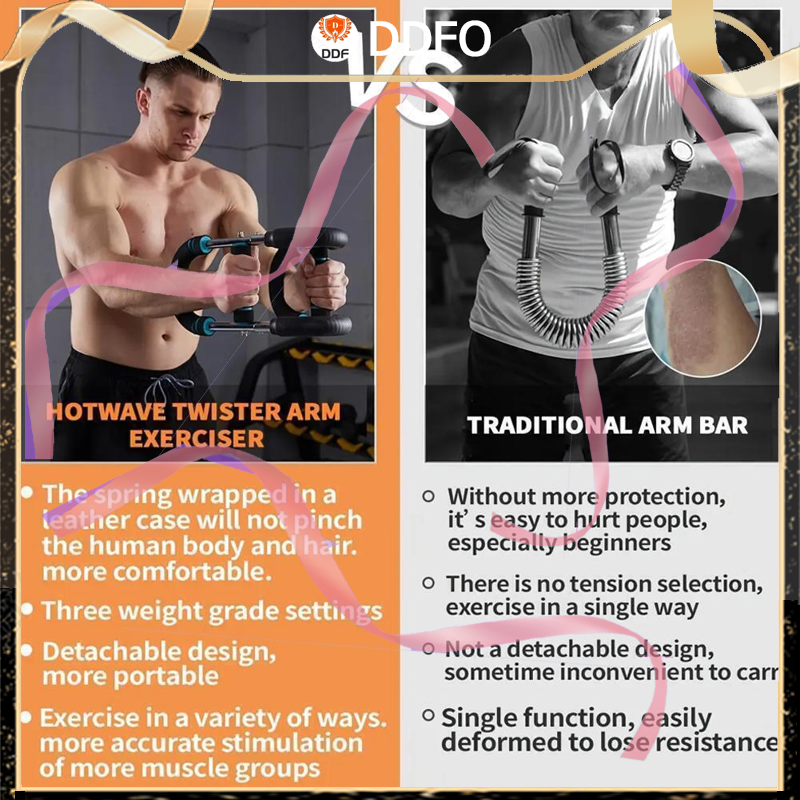 DDF
DDFO
VS
HOTWAVE TWISTER ARM
EXERCISER
The spring wrapped in a
leather case will not pinch
the human body and hair.
more comfortable.
Three weight grade settings
Detachable design,
more portable
Exercise in a variety of ways.
more accurate stimulation
of more muscle groups
TRADITIONAL ARM BAR
Without more protection,
it's easy to hurt people,
especially beginners
There is no tension selection,
exercise in a single way
Not a detachable design,
sometime inconvenient to carr
Single function, easily
deformed to lose resistance